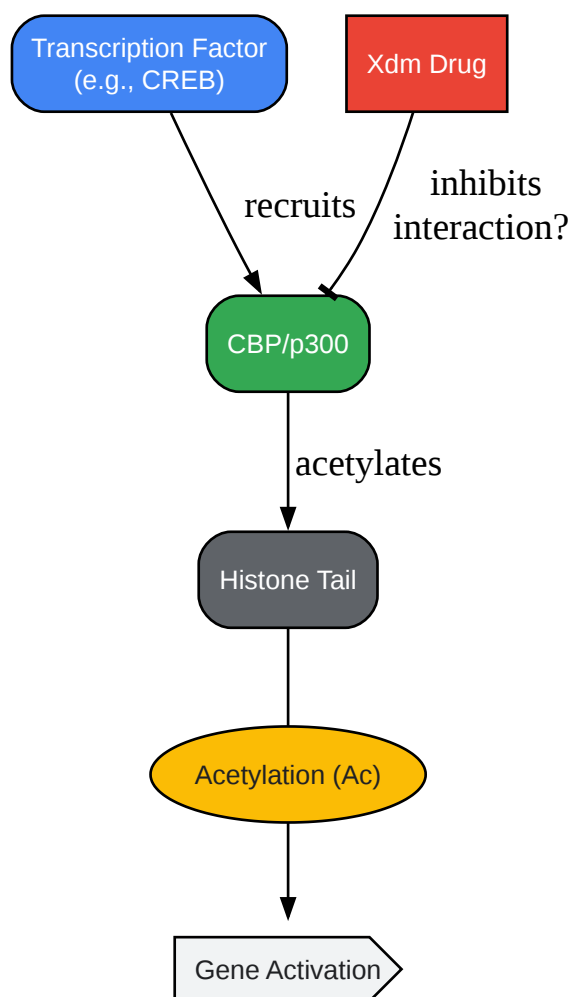 Transcription Factor
(e.g., CREB)
Xdm Drug
recruits
inhibits
interaction?
CBP/p300
acetylates
Histone Tail
Acetylation (Ac)
Gene Activation